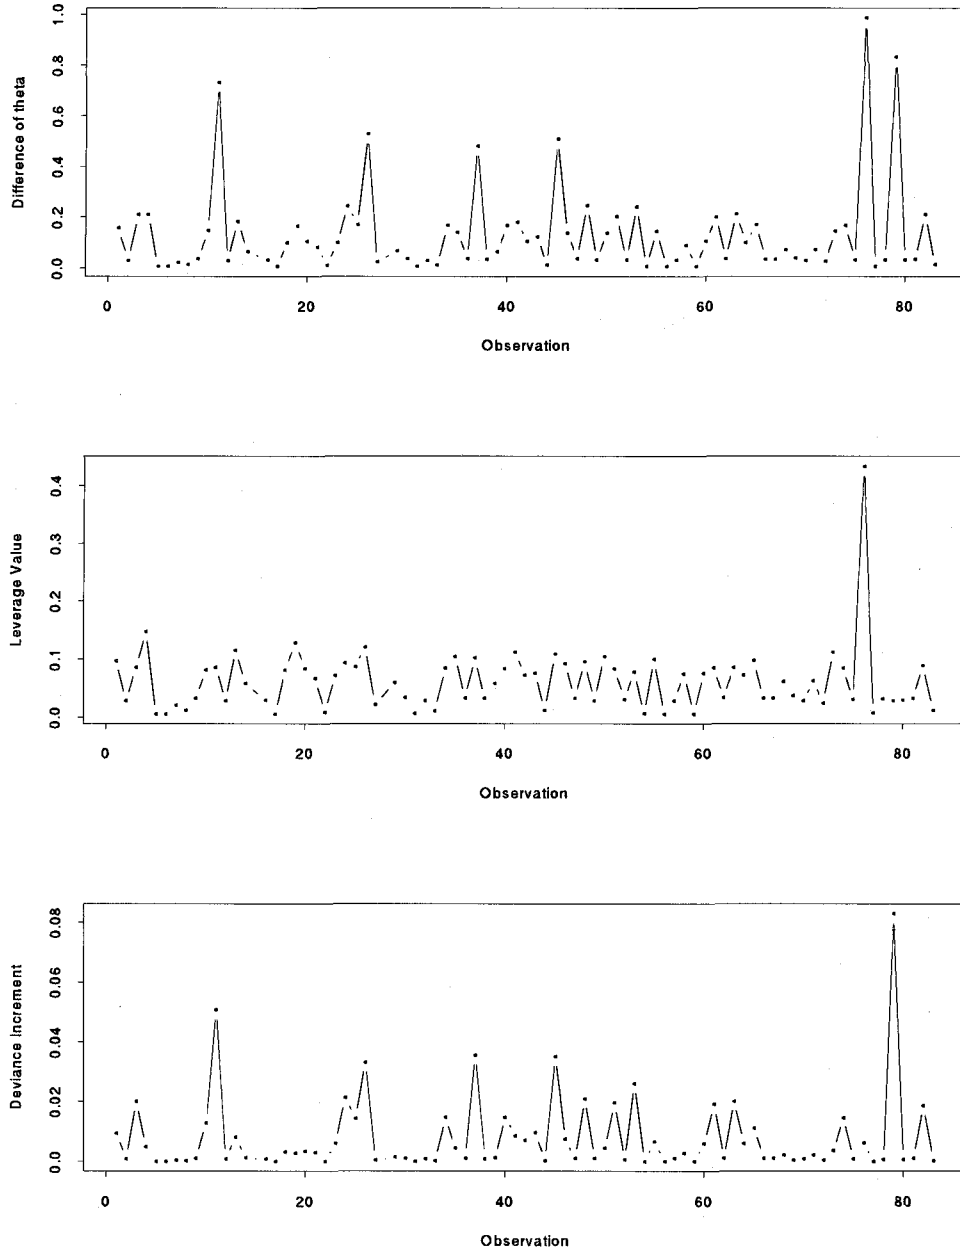 Difference of theta
1.0
0.8
0.6
0.4
0.2
0.0
0 20 40 60 80
Observation
Leverage Value
0.4
0.3
0.2
0.1
0.0
0 20 40 60 80
Observation
Deviance Increment
0.08
0.06
0.04
0.02
0.0
0 20 40 60 80
Observation